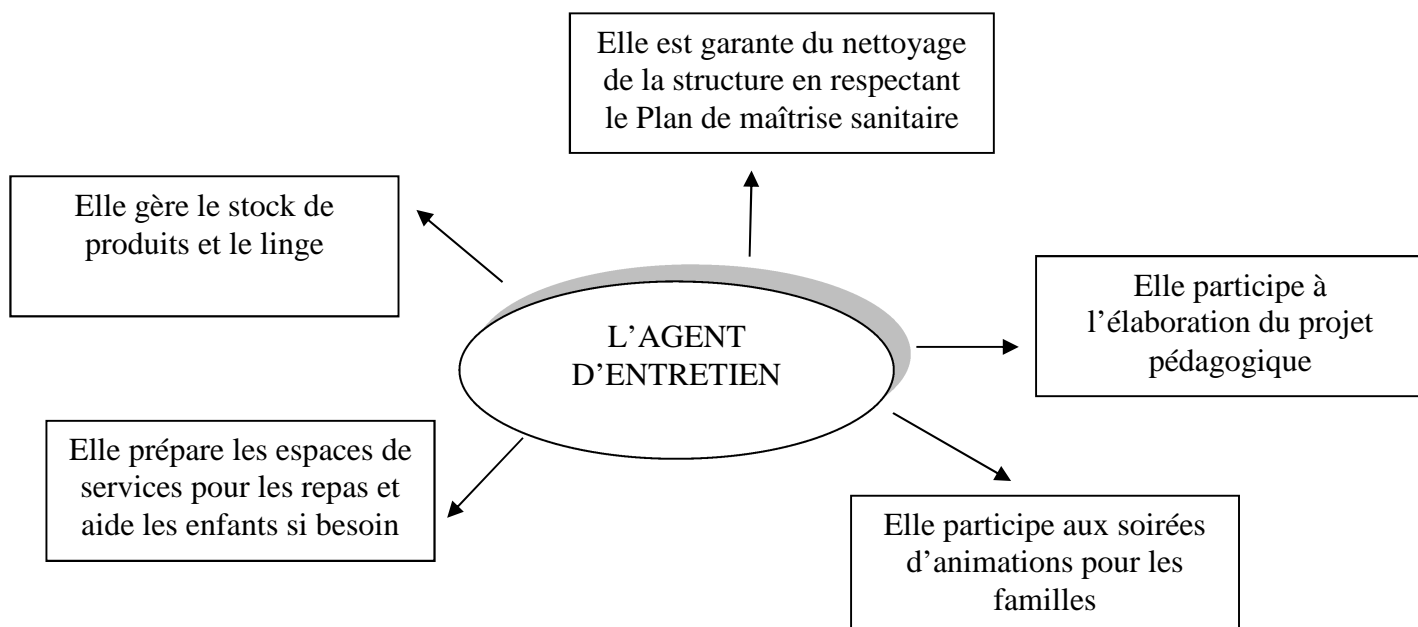 Elle est garante du nettoyage
de la structure en respectant
le Plan de maîtrise sanitaire
Elle gère le stock de
produits et le linge
L’AGENT
D’ENTRETIEN
Elle participe à
l’élaboration du projet
pédagogique
Elle prépare les espaces de
services pour les repas et
aide les enfants si besoin
Elle participe aux soirées
d’animations pour les
familles